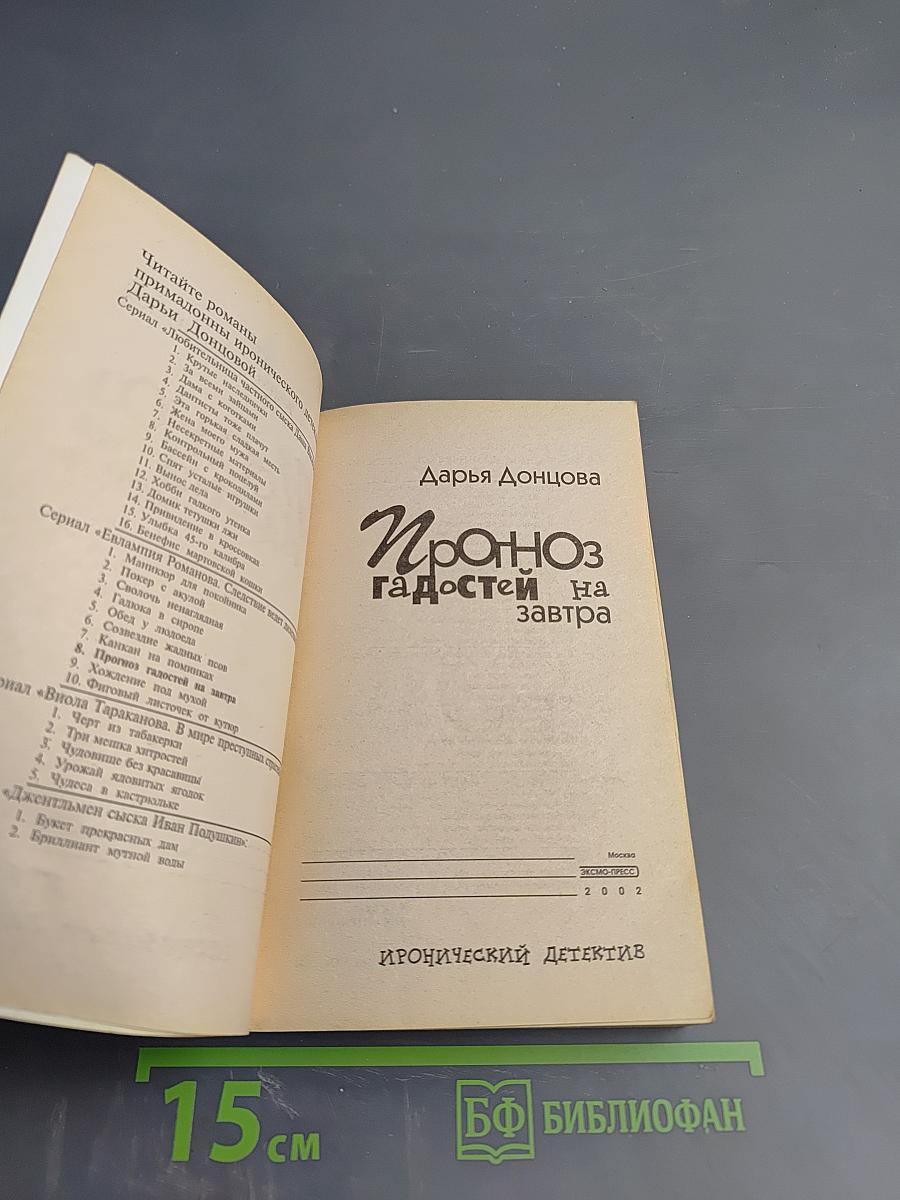 Читайте романы
примадонны иронического
Дарьи Донцовой
Сериал «Любительница частного сыска Даша
1. Крутые наследнички
2. За всеми зайцами
3. Дама с коготками
4. Дантисты тоже плачут
5. Эта горькая сладкая месть
6. Жена моего мужа
7. Несекретные материалы
8. Контрольный поцелуй
9. Бассейн с крокодилами
10. Спят усталые игрушки
11. Вынос дела
12. Хобби гадкого утенка
13. Домик тетушки лжи
14. Привидение в кроссовках
15. Улыбка 45-го калибра
16. Бенефис мартовской кошки
Сериал «Евлампия Романова. Следствие ведет
1. Маникюр для покойника
2. Покер с акулой
3. Сволочь ненаглядная
4. Гадюка в сиропе
5. Обед у людоеда
6. Созвездие жадных псов
7. Канкан на поминках
8. Прогноз гадостей на завтра
9. Хождение под мухой
10. Фиговый листочек от кутюр
«Виола Тараканова. В мире преступных
1. Черт из табакерки
2. Три мешка хитростей
3. Чудовище без красавицы
4. Урожай ядовитых ягодок
5. Чудеса в кастрюльке
«Джентльмен сыска Иван Подушкин»:
1. Букет прекрасных дам
2. Бриллиант мутной воды
Дарья Донцова
Прогноз
гадостей на
завтра
Москва
ЭКСМО-ПРЕСС
2002
ИРОНИЧЕСКИЙ ДЕТЕКТИВ
15 см
БФ БИБЛИОФАН